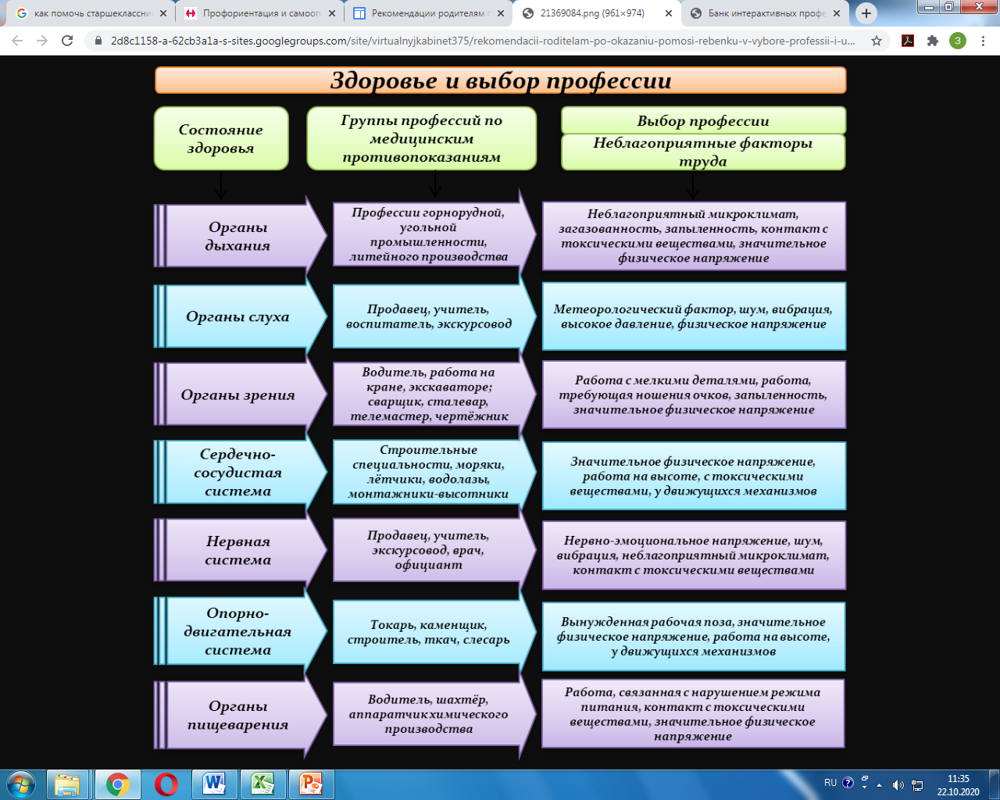 как помочь старшеклассни
Профориентация и самооп
Рекомендации родителям п
21369084.png (961×974)
Банк интерактивных профе
2d8c1158-a-62cb3a1a-s-sites.googlegroups.com/site/virtualnyjkabinet375/rekomendacii-roditelam-po-okazaniu-pomosi-rebenku-v-vybore-professii-i-u...
З
Здоровье и выбор профессии
Состояние
здоровья
Группы профессий по
медицинским
противопоказаниям
Выбор профессии
Неблагоприятные факторы
труда
Органы
дыхания
Профессии горнорудной,
угольной
промышленности,
литейного производства
Неблагоприятный микроклимат,
загазованность, запыленность, контакт с
токсическими веществами, значительное
физическое напряжение
Органы слуха
Продавец, учитель,
воспитатель, экскурсовод
Метеорологический фактор, шум, вибрация,
высокое давление, физическое напряжение
Органы зрения
Водитель, работа на
кране, экскаваторе;
сварщик, сталевар,
телемастер, чертёжник
Работа с мелкими деталями, работа,
требующая ношения очков, запыленность,
значительное физическое напряжение
Сердечно-
сосудистая
система
Строительные
специальности, моряки,
лётчики, водолазы,
монтажники-высотники
Значительное физическое напряжение,
работа на высоте, с токсическими
веществами, у движущихся механизмов
Нервная
система
Продавец, учитель,
экскурсовод, врач,
официант
Нервно-эмоциональное напряжение, шум,
вибрация, неблагоприятный микроклимат,
контакт с токсическими веществами
Опорно-
двигательная
система
Токарь, каменщик,
строитель, ткач, слесарь
Вынужденная рабочая поза, значительное
физическое напряжение, работа на высоте,
у движущихся механизмов
Органы
пищеварения
Водитель, шахтёр,
аппаратчик химического
производства
Работа, связанная с нарушением режима
питания, контакт с токсическими
веществами, значительное физическое
напряжение
RU
11:35
22.10.2020